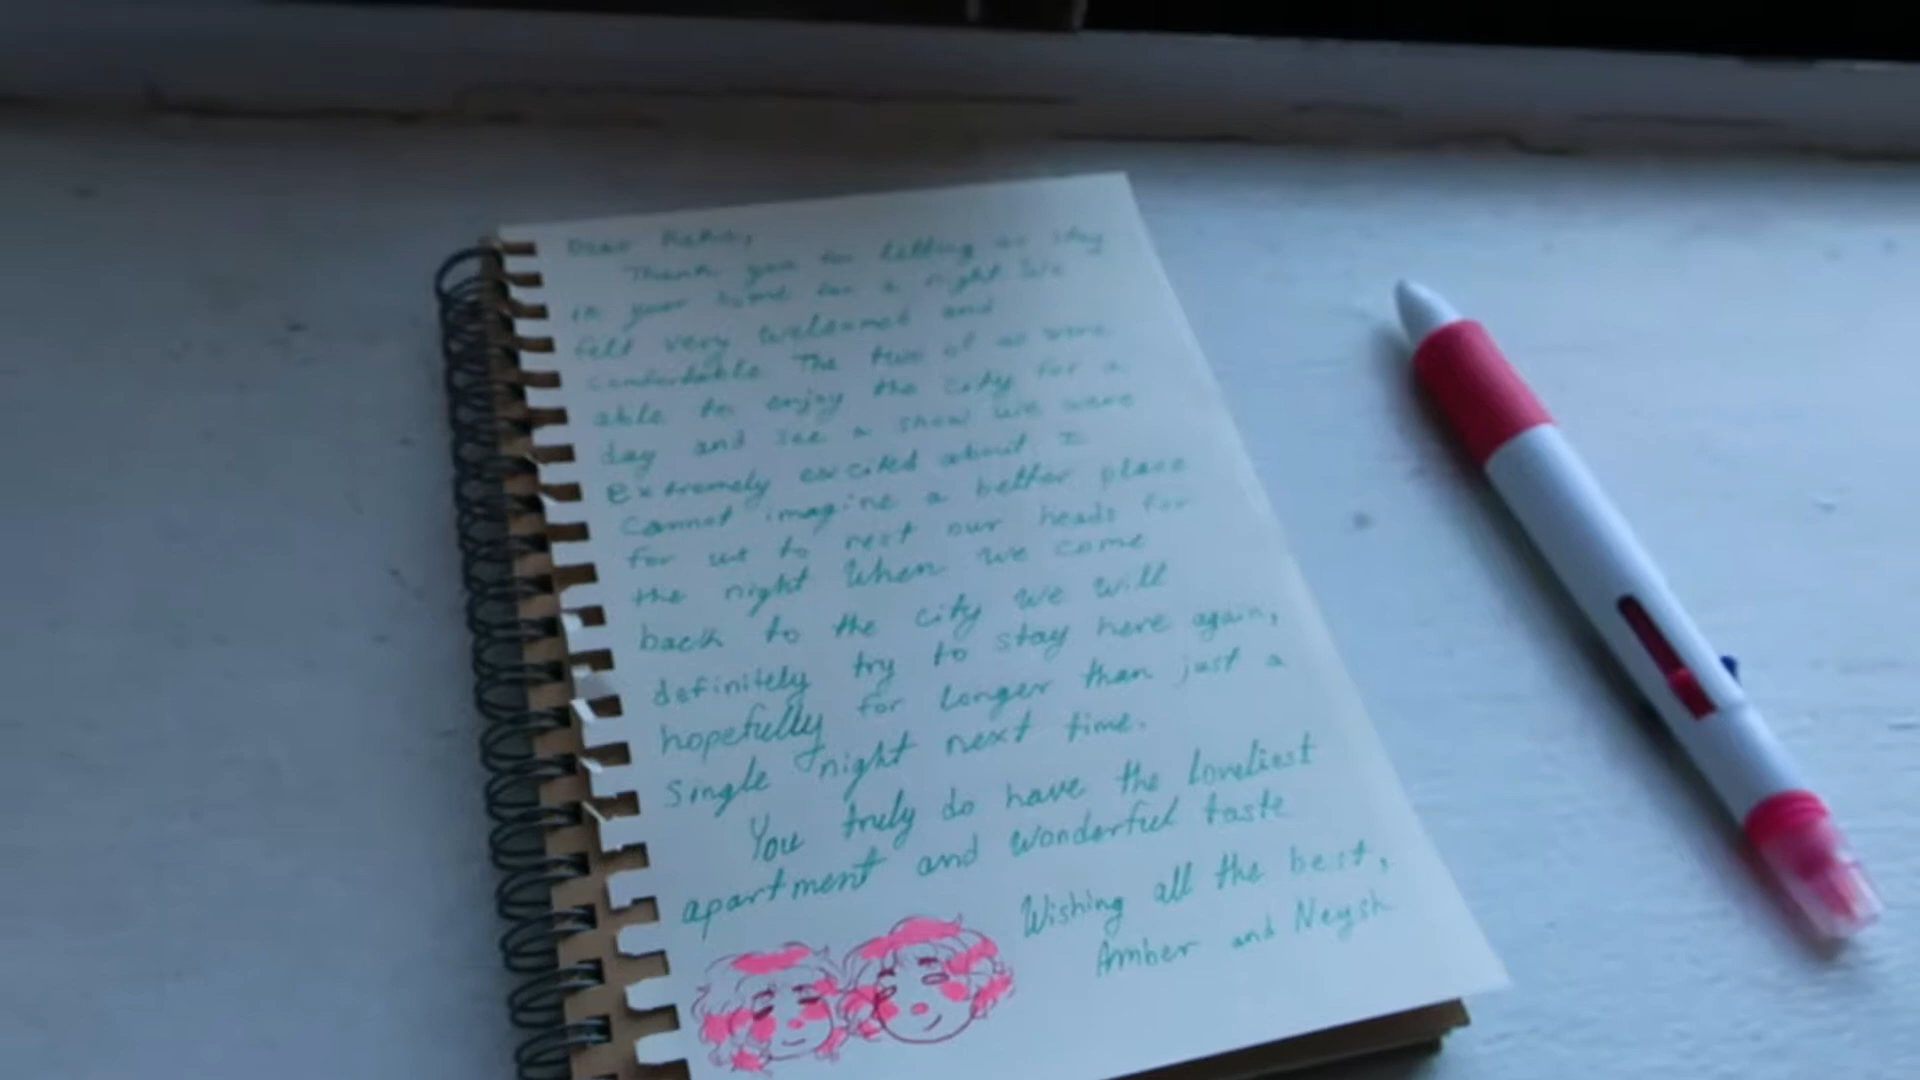 Dear
Thank you for letting us stay
in your home for a night We
felt very welcomed and
comfortable The two of us were
able to enjoy the city for a
day and see a show we were
extremely excited about I
cannot imagine a better place
for us to rest our heads for
the night When we come
back to the city we will
definitely try to stay here again,
hopefully for longer than just a
single night next time.
You truly do have the loveliest
apartment and wonderful taste
Wishing all the best,
Amber and Neysh